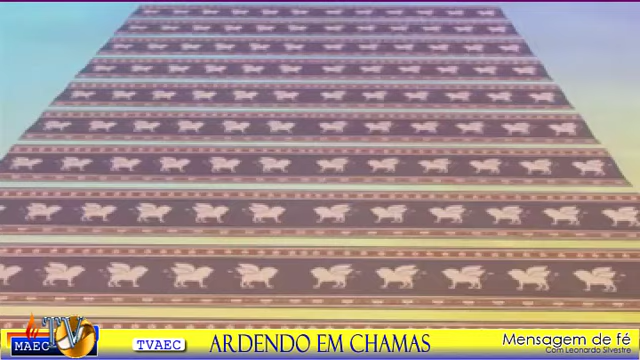 TV
MAEC
TVAEC
ARDENDO EM CHAMAS
Mensagem de fé
Com Leonardo Silvestre